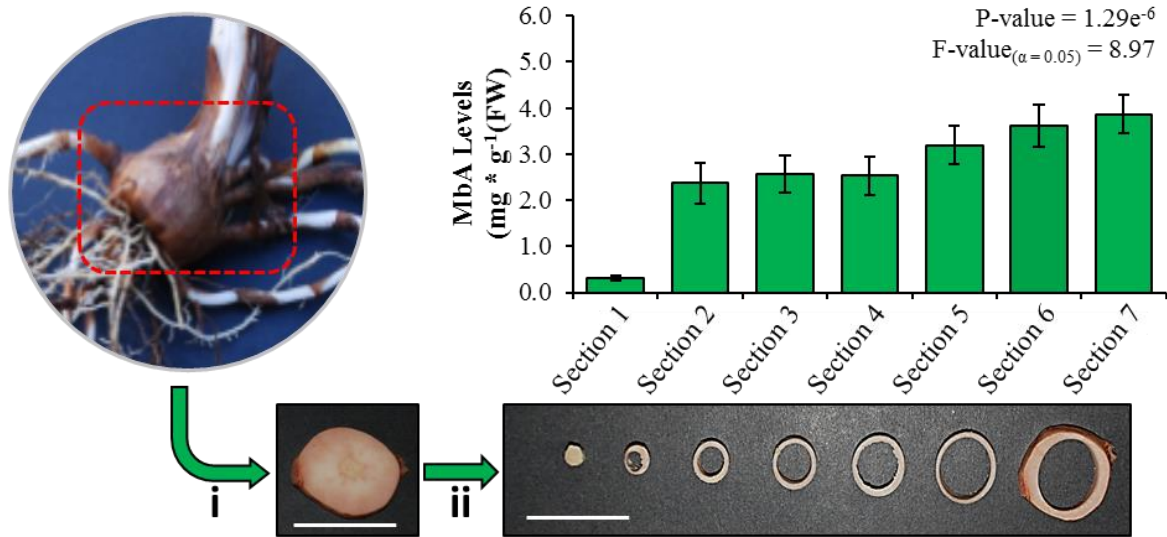 P-value = 1.29e⁻⁶
F-value₍α = 0.05₎ = 8.97
MbA Levels
(mg * g⁻¹(FW)
6.0
5.0
4.0
3.0
2.0
1.0
0.0
Section 1
Section 2
Section 3
Section 4
Section 5
Section 6
Section 7
i
ii